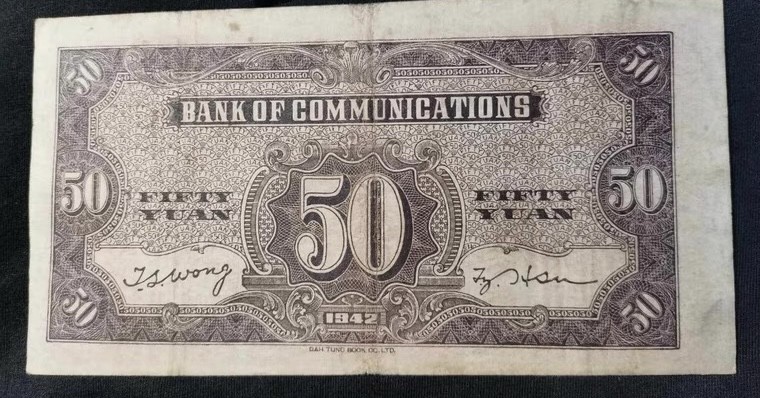 50 50
BANK OF COMMUNICATIONS
50 FIFTY YUAN 50 FIFTY YUAN 50
T.S. Wong
Hsu
50 1942 50
DAH TUNG BOOK CO. LTD.